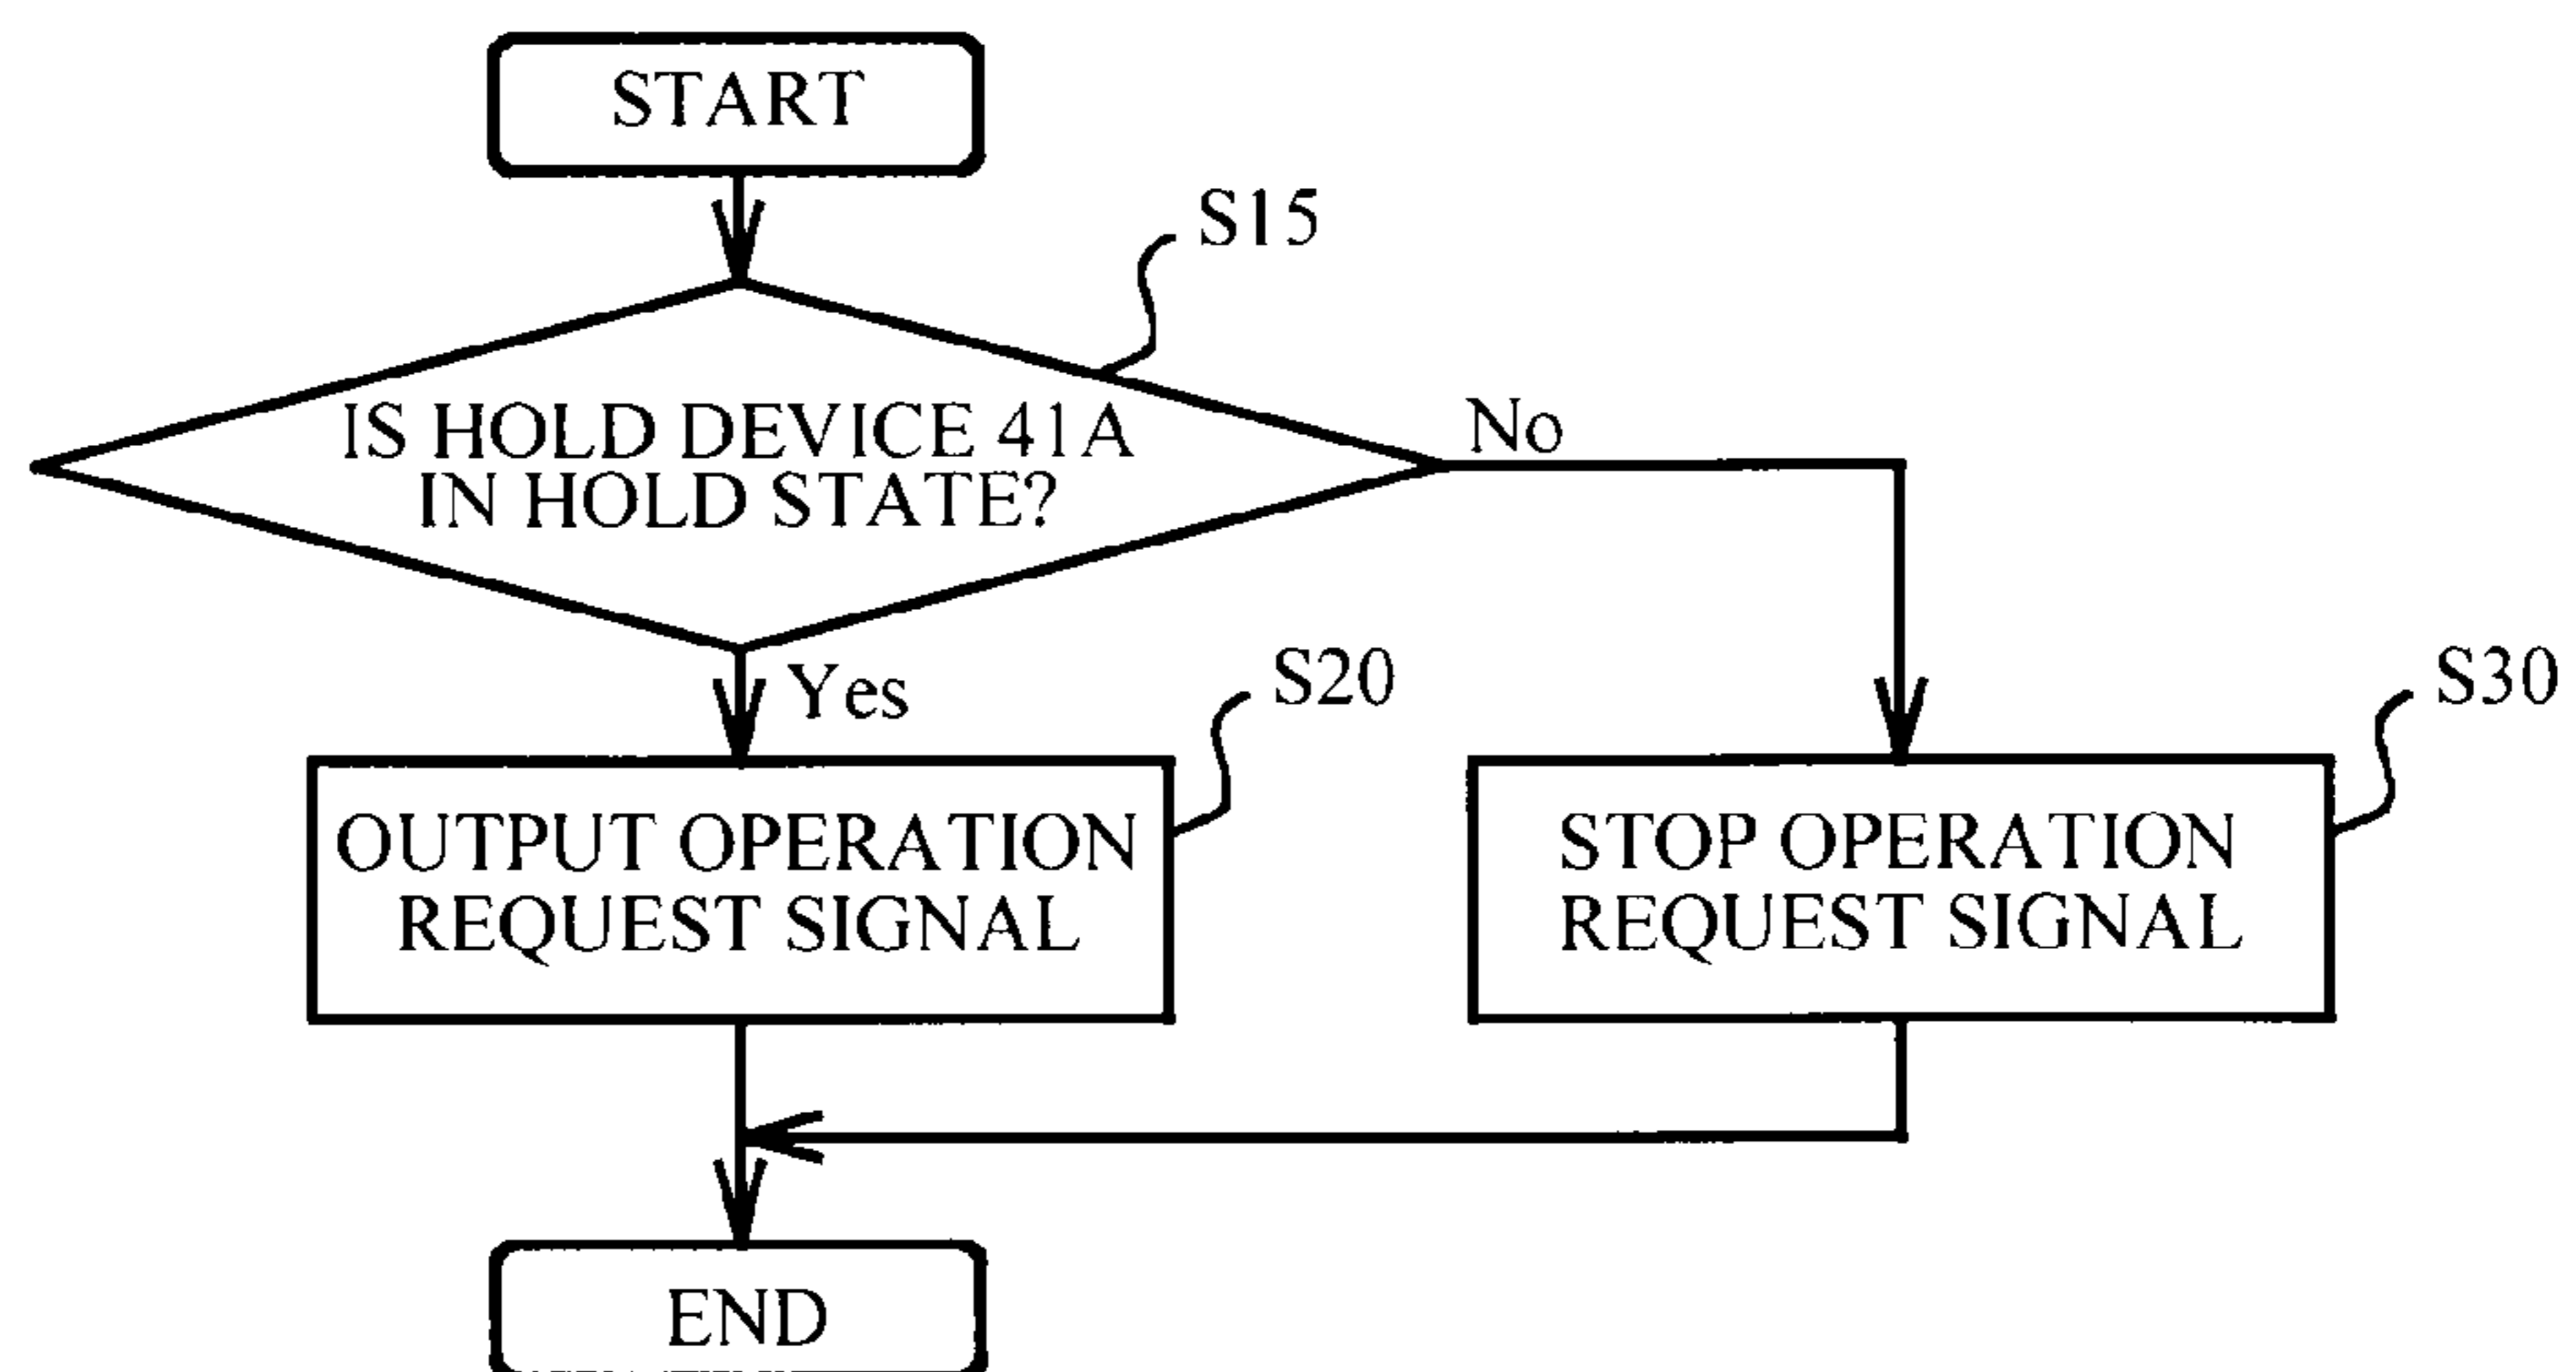 START
S15
IS HOLD DEVICE 41A
IN HOLD STATE?
No
Yes
S20
S30
OUTPUT OPERATION
REQUEST SIGNAL
STOP OPERATION
REQUEST SIGNAL
END